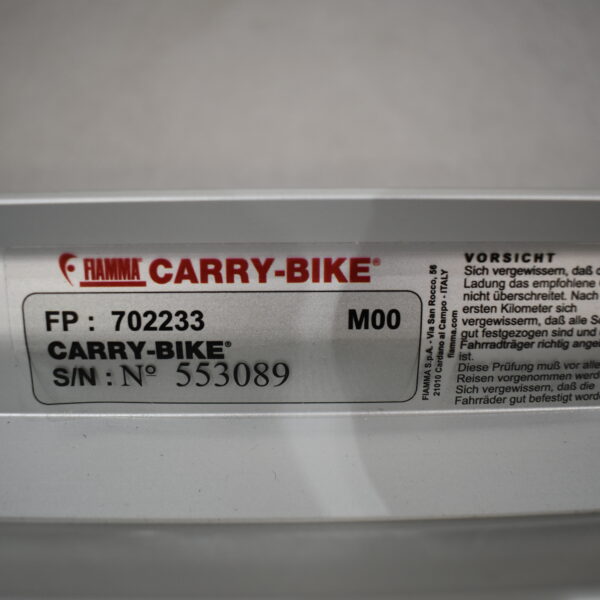 FIAMMA CARRY-BIKE®
FP : 702233 M00
CARRY-BIKE®
S/N : Nº 553089
FIAMMA S.p.A. - Via San Rocco, 56
21010 Cardano al Campo - ITALY
fiamma.com
VORSICHT
Sich vergewissern, daß
Ladung das empfohlene
nicht überschreitet. Nach
ersten Kilometer sich
vergewissern, daß alle
gut festgezogen sind und
Fahrradträger richtig
ist.
Diese Prüfung muß vor
Reisen vorgenommen
Sich vergewissern, daß die
Fahrräder gut befestigt